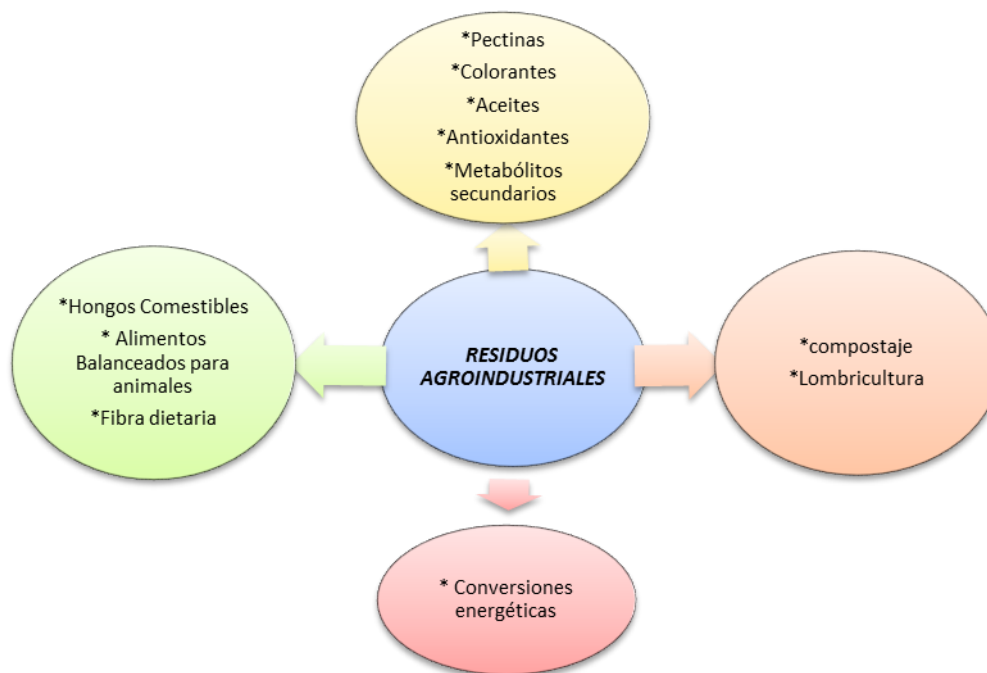 *Pectinas
*Colorantes
*Aceites
*Antioxidantes
*Metabólitos
secundarios
*Hongos Comestibles
* Alimentos
Balanceados para
animales
*Fibra dietaria
RESIDUOS
AGROINDUSTRIALES
*compostaje
*Lombricultura
* Conversiones
energéticas